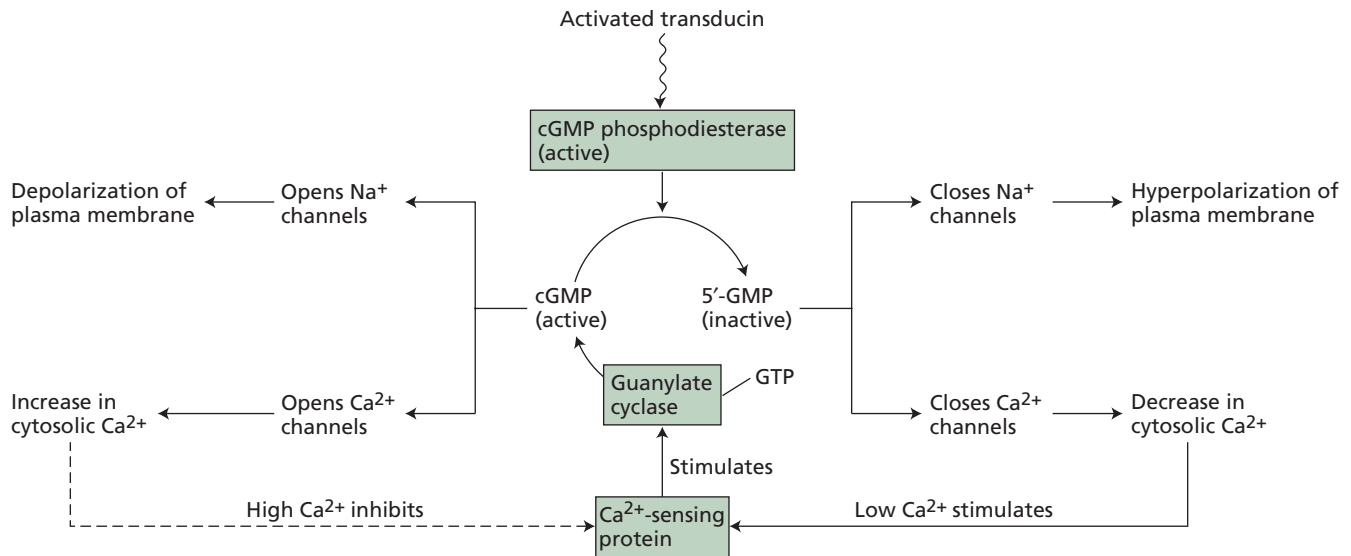 Activated transducin
cGMP phosphodiesterase
(active)
Depolarization of
plasma membrane
Opens Na⁺
channels
Closes Na⁺
channels
Hyperpolarization of
plasma membrane
cGMP
(active)
5′-GMP
(inactive)
Guanylate
cyclase
GTP
Increase in
cytosolic Ca²⁺
Opens Ca²⁺
channels
Closes Ca²⁺
channels
Decrease in
cytosolic Ca²⁺
Stimulates
High Ca²⁺ inhibits
Ca²⁺-sensing
protein
Low Ca²⁺ stimulates